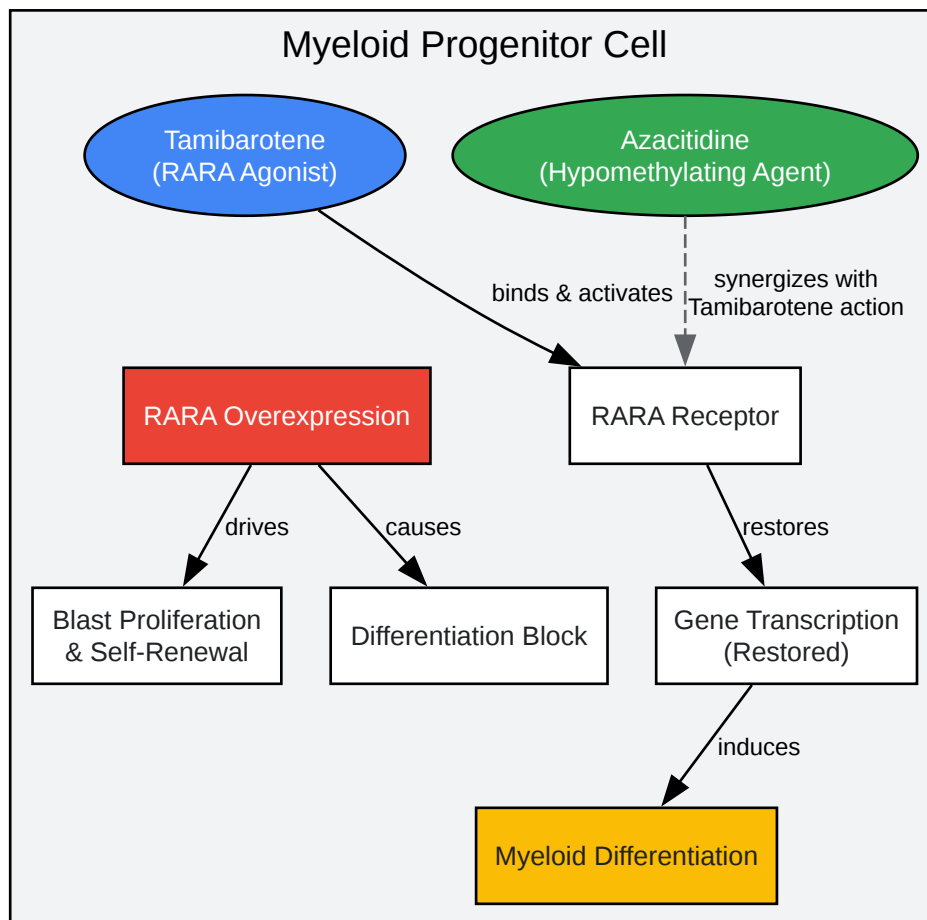 Myeloid Progenitor Cell
Tamibarotene
(RARA Agonist)
Azacitidine
(Hypomethylating Agent)
binds & activates
synergizes with
Tamibarotene action
RARA Overexpression
RARA Receptor
drives
causes
restores
Blast Proliferation
& Self-Renewal
Differentiation Block
Gene Transcription
(Restored)
induces
Myeloid Differentiation